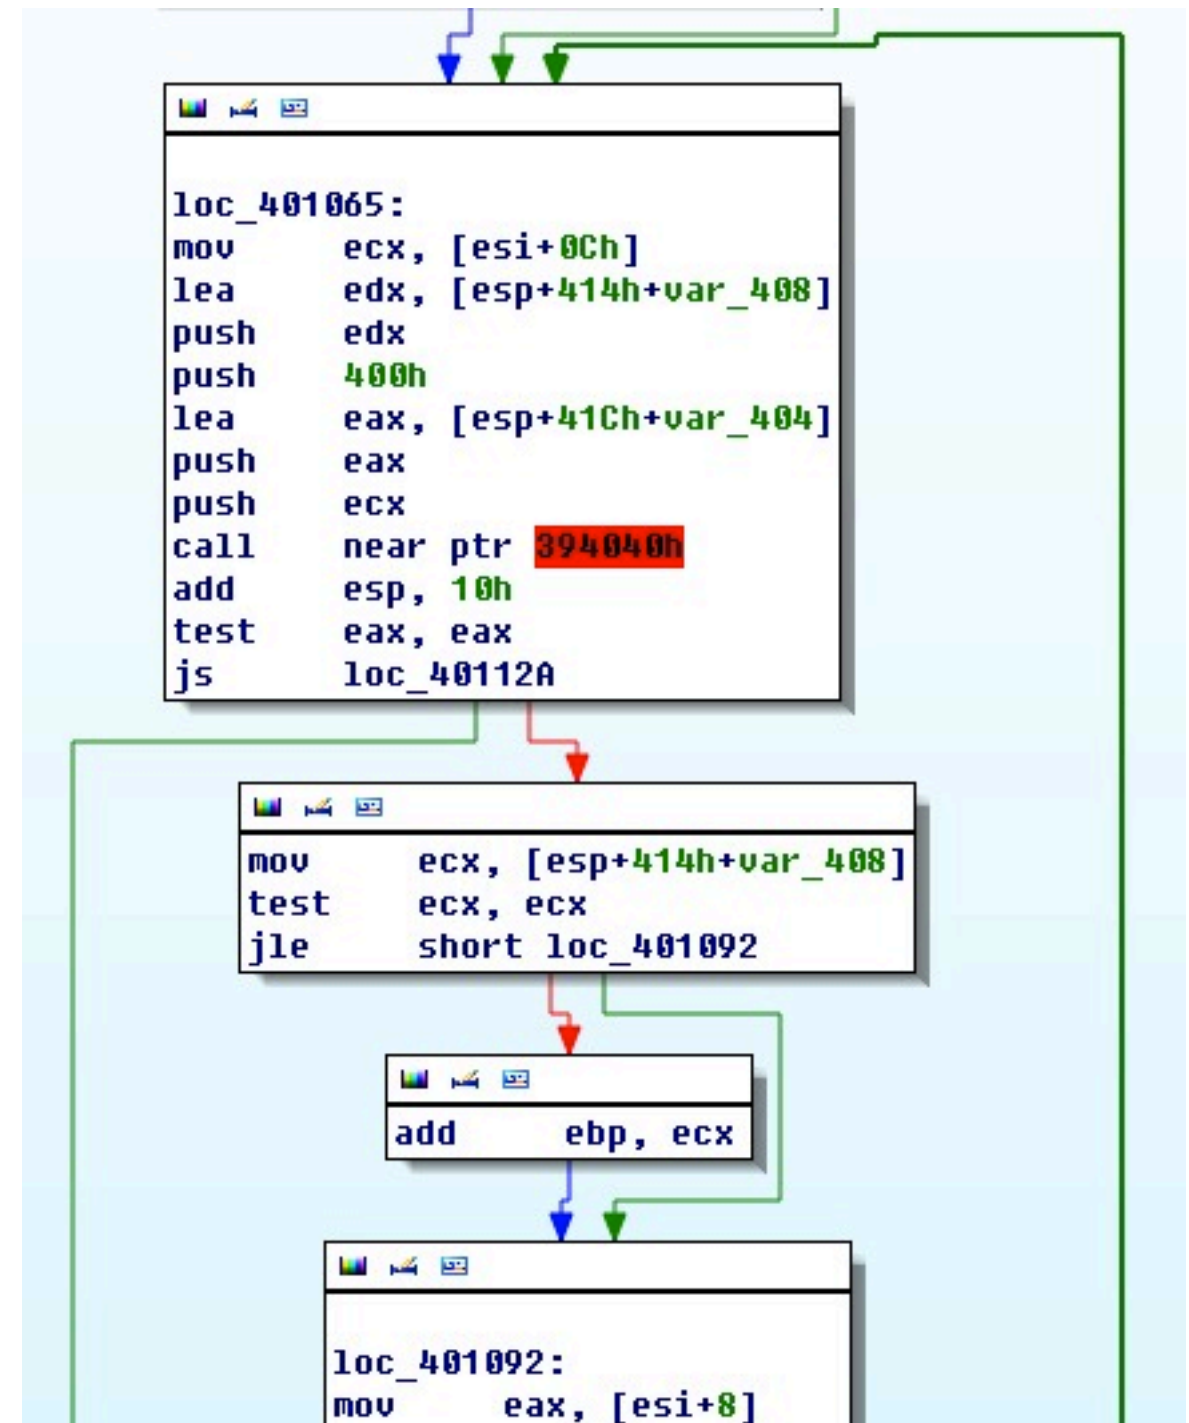 loc_401065:
mov ecx, [esi+0Ch]
lea edx, [esp+414h+var_408]
push edx
push 400h
lea eax, [esp+41Ch+var_404]
push eax
push ecx
call near ptr 394040h
add esp, 10h
test eax, eax
js loc_40112A
mov ecx, [esp+414h+var_408]
test ecx, ecx
jle short loc_401092
add ebp, ecx
loc_401092:
mov eax, [esi+8]